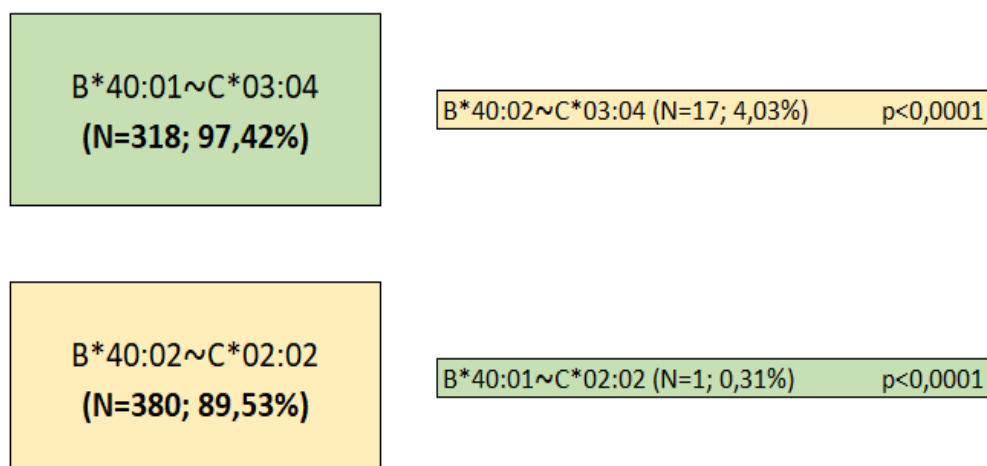 B*40:01~C*03:04
(N=318; 97,42%)
B*40:02~C*03:04 (N=17; 4,03%) p<0,0001
B*40:02~C*02:02
(N=380; 89,53%)
B*40:01~C*02:02 (N=1; 0,31%) p<0,0001